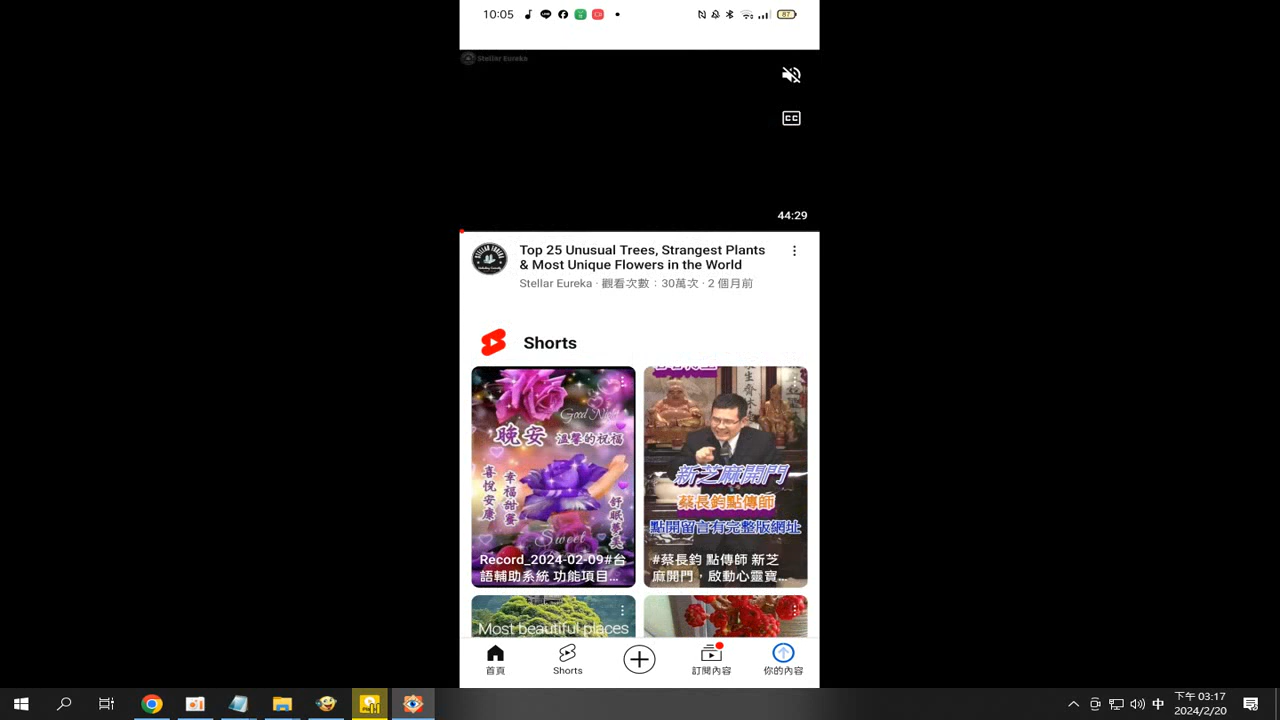 10:05
87
Stellar Eureka
CC
44:29
Top 25 Unusual Trees, Strangest Plants
& Most Unique Flowers in the World
Stellar Eureka · 觀看次數：30萬次 · 2 個月前
Shorts
Good Night
晚安 溫馨的祝福
喜悅安康
幸福甜蜜
Sweet
Record_2024-02-09#台
語輔助系統 功能項目...
新芝麻開門
蔡長鈞點傳師
點開留言有完整版網址
#蔡長鈞 點傳師 新芝
麻開門，啟動心靈寶...
Most beautiful places
首頁
Shorts
訂閱內容
你的內容
中
下午 03:17
2024/2/20